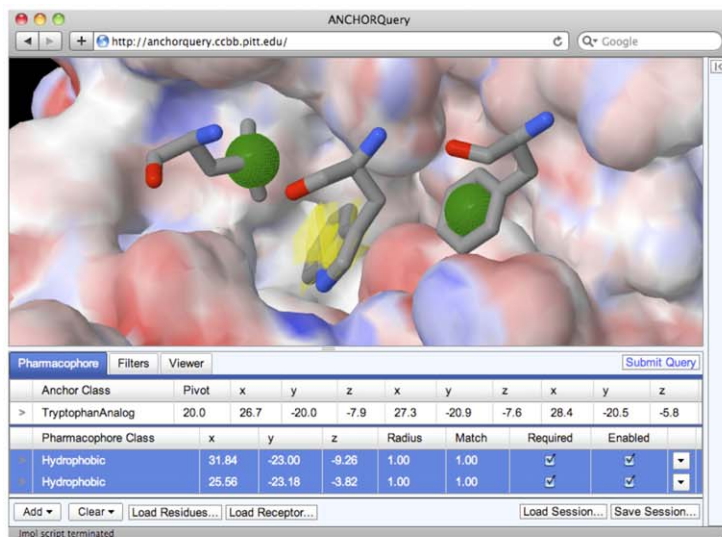 ANCHORQuery
http://anchorquery.ccbb.pitt.edu/
Google
Pharmacophore Filters Viewer Submit Query
Anchor Class Pivot x y z x y z x y z
> TryptophanAnalog 20.0 26.7 -20.0 -7.9 27.3 -20.9 -7.6 28.4 -20.5 -5.8
Pharmacophore Class x y z Radius Match Required Enabled
> Hydrophobic 31.84 -23.00 -9.26 1.00 1.00
> Hydrophobic 25.56 -23.18 -3.82 1.00 1.00
Add Clear Load Residues... Load Receptor... Load Session... Save Session...
Jmol script terminated